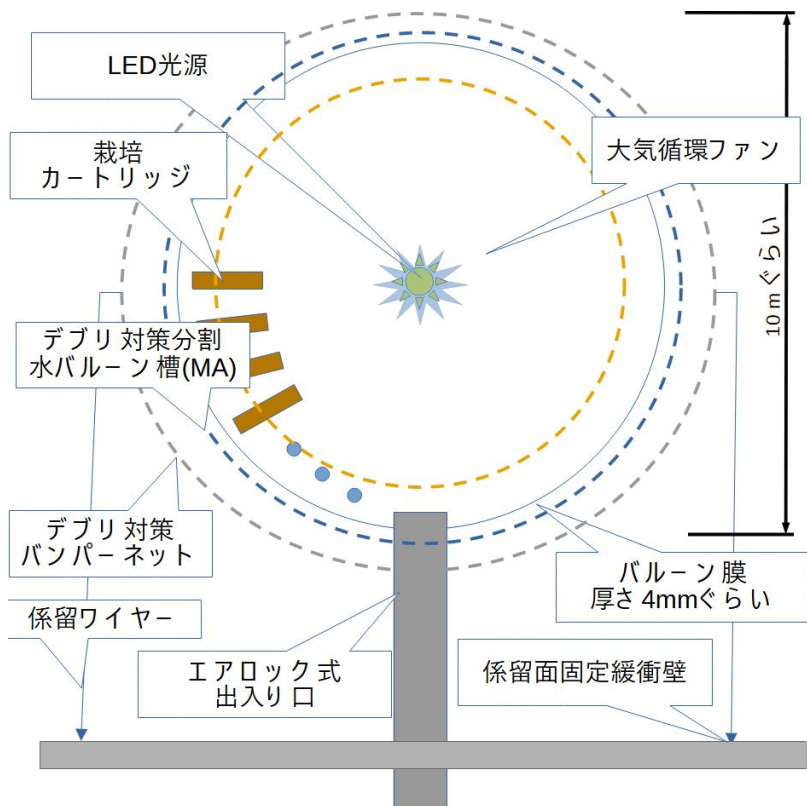 LED光源
栽培
カートリッジ
大気循環ファン
10mぐらい
デブリ対策分割
水バルーン槽(MA)
デブリ対策
バンパーネット
バルーン膜
厚さ4mmぐらい
係留ワイヤー
エアロック式
出入り口
係留面固定緩衝壁